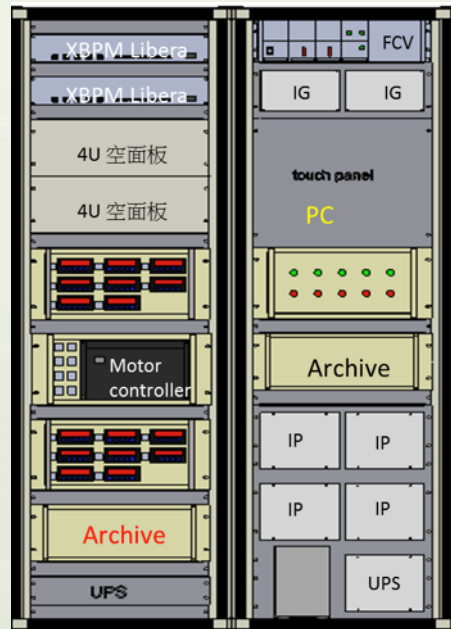 XBPM Libera
XBPM Libera
4U 空面板
4U 空面板
Motor
controller
Archive
UPS
FCV
IG IG
touch panel
PC
Archive
IP IP
IP IP
UPS